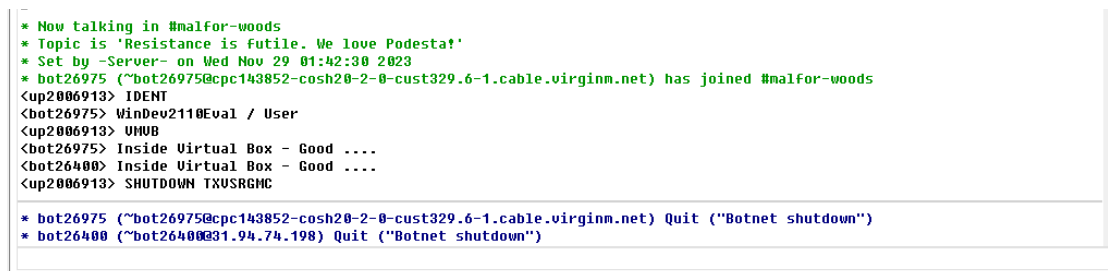 * Now talking in #malfor-woods
* Topic is 'Resistance is futile. We love Podesta!'
* Set by -Server- on Wed Nov 29 01:42:30 2023
* bot26975 (~bot26975@cpc143852-cosh20-2-0-cust329.6-1.cable.virginm.net) has joined #malfor-woods
<up2006913> IDENT
<bot26975> WinDev2110Eval / User
<up2006913> VMVB
<bot26975> Inside Virtual Box - Good ....
<bot26400> Inside Virtual Box - Good ....
<up2006913> SHUTDOWN TXVSRGMC
* bot26975 (~bot26975@cpc143852-cosh20-2-0-cust329.6-1.cable.virginm.net) Quit ("Botnet shutdown")
* bot26400 (~bot26400@31.94.74.198) Quit ("Botnet shutdown")